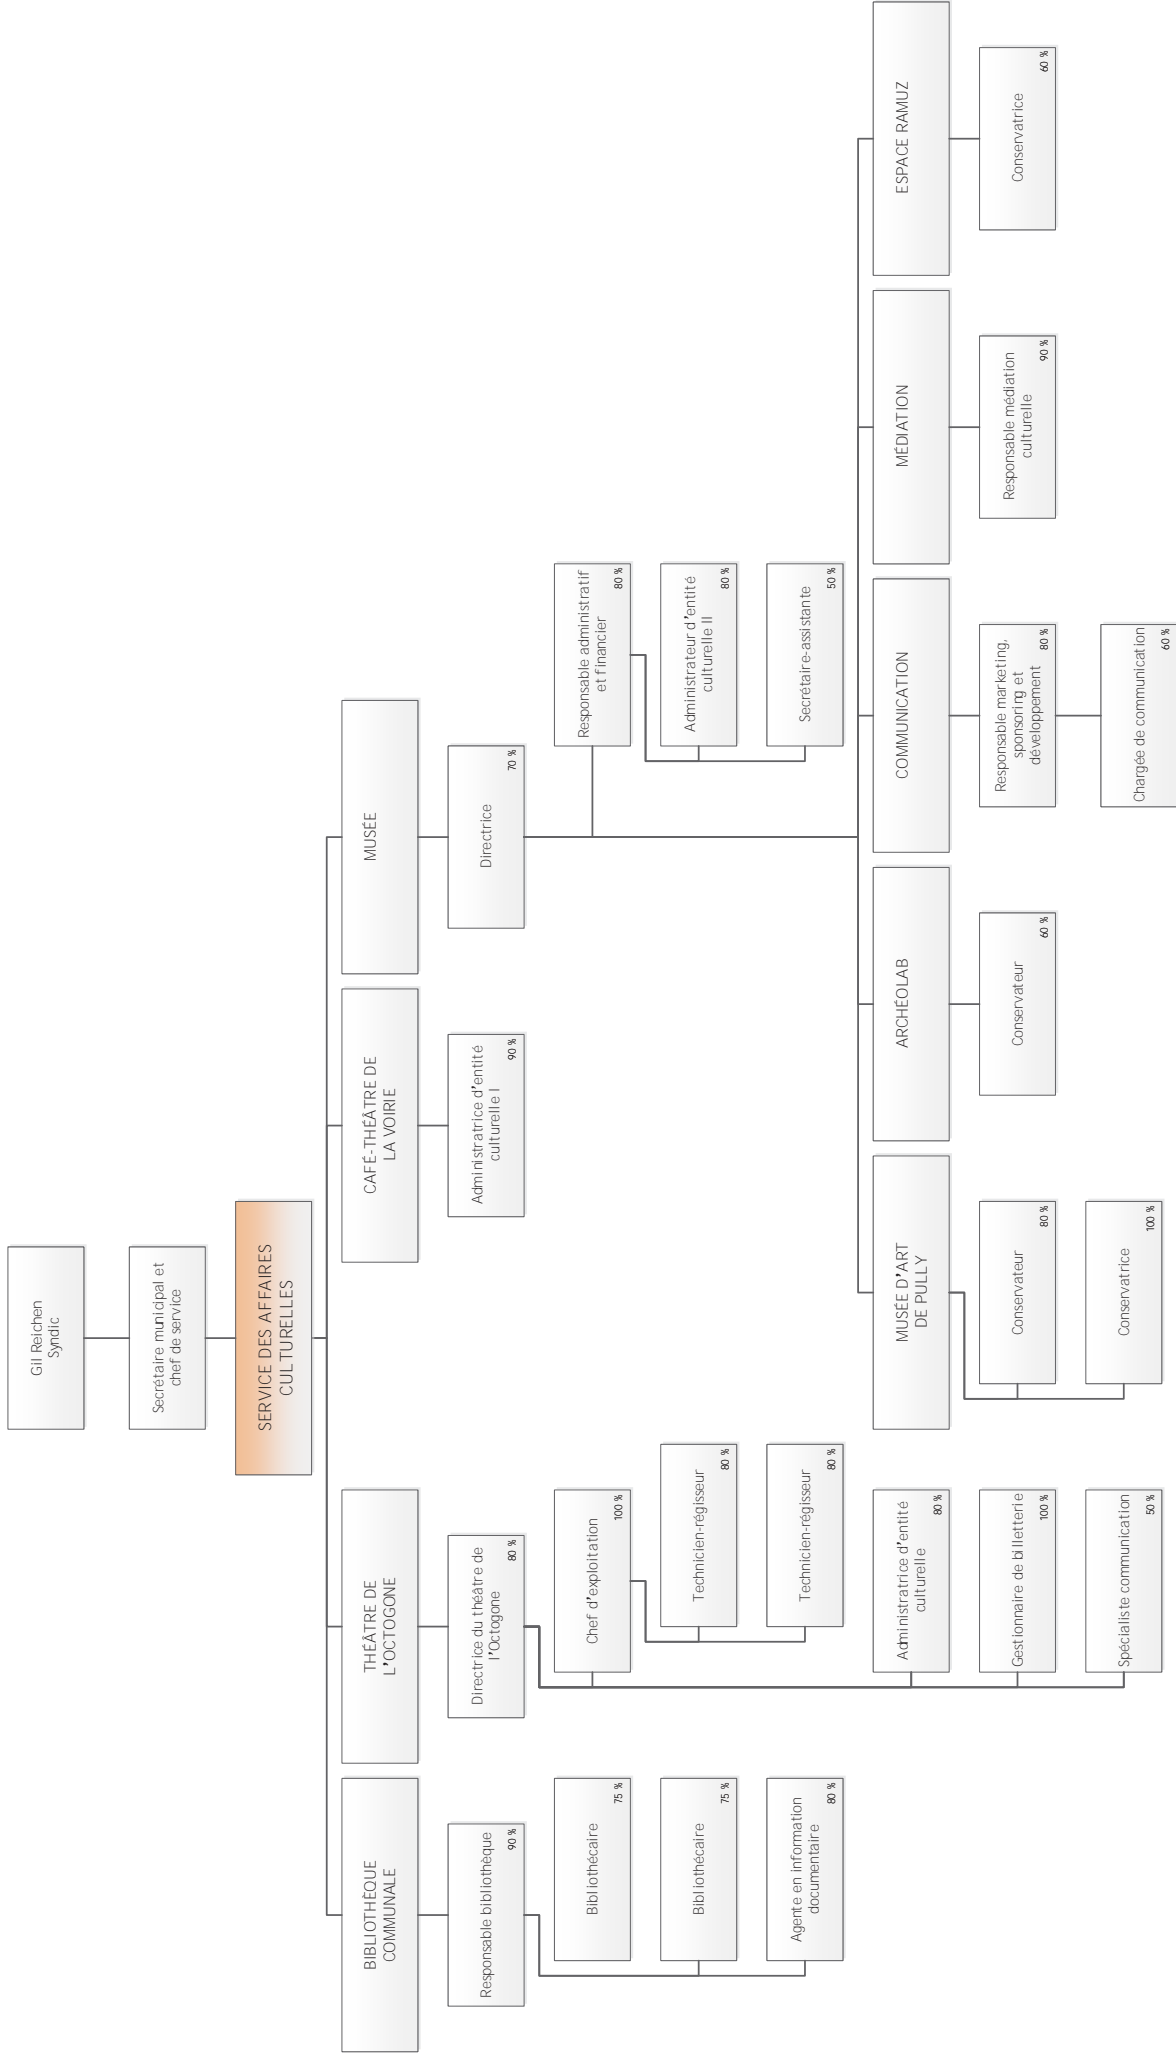 Gil Reichen
Syndic
Secrétaire municipal et
chef de service
SERVICE DES AFFAIRES
CULTURELLES
BIBLIOTHÈQUE
COMMUNALE
Responsable bibliothèque
90 %
Bibliothécaire
75 %
Bibliothécaire
75 %
Agente en information
documentaire
80 %
THÉÂTRE DE
L'OCTOGONE
Directrice du théâtre de
l'Octogone
80 %
Chef d'exploitation
100 %
Technicien-régisseur
80 %
Technicien-régisseur
80 %
Administratrice d'entité
culturelle
80 %
Gestionnaire de billetterie
100 %
Spécialiste communication
50 %
CAFÉ-THÉÂTRE DE
LA VOIRIE
Administratrice d'entité
culturelle I
90 %
MUSÉE
Directrice
70 %
Responsable administratif
et financier
80 %
Administrateur d'entité
culturelle II
80 %
Secrétaire-assistante
50 %
MUSÉE D'ART
DE PULLY
Conservateur
80 %
Conservatrice
100 %
ARCHÉOLAB
Conservateur
60 %
COMMUNICATION
Responsable marketing,
sponsoring et
développement
80 %
Chargée de communication
60 %
MÉDIATION
Responsable médiation
culturelle
90 %
ESPACE RAMUZ
Conservatrice
60 %